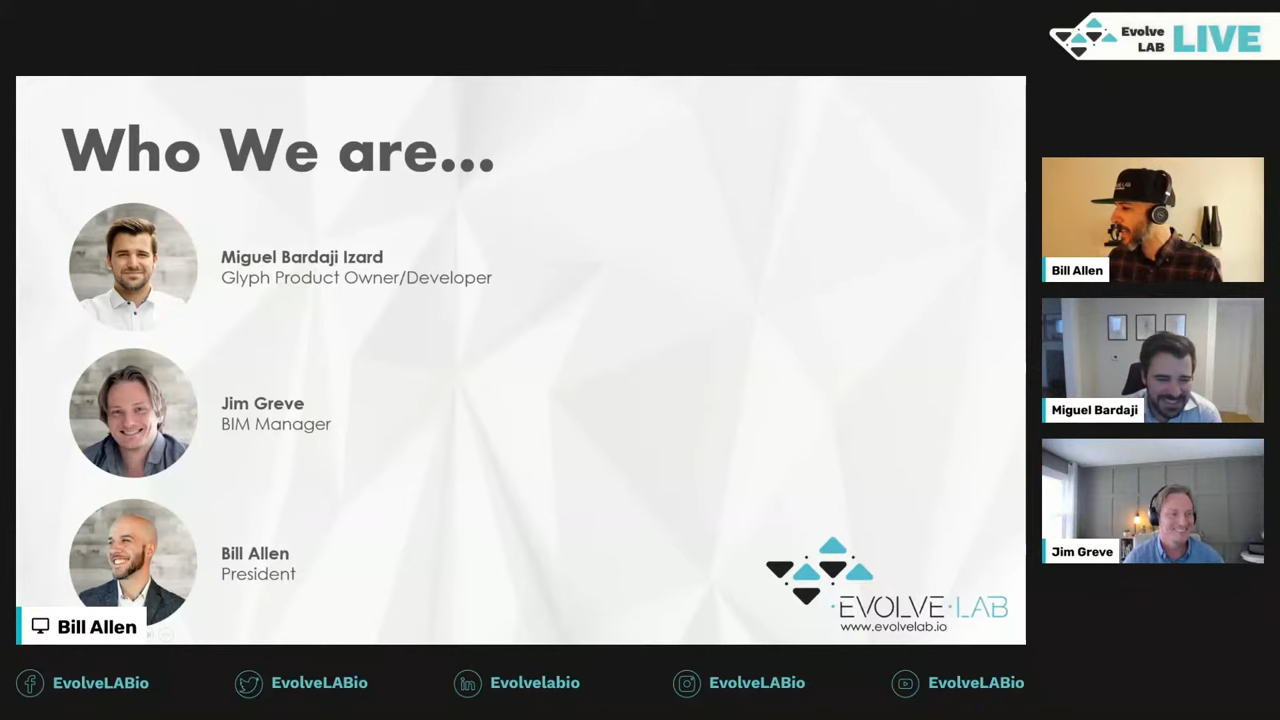 Evolve
LAB
LIVE
Who We are...
Miguel Bardaji Izard
Glyph Product Owner/Developer
Jim Greve
BIM Manager
Bill Allen
President
EVOLVE LAB
www.evolvelab.io
Bill Allen
Bill Allen
Miguel Bardaji
Jim Greve
EvolveLABio
EvolveLABio
Evolvelabio
EvolveLABio
EvolveLABio